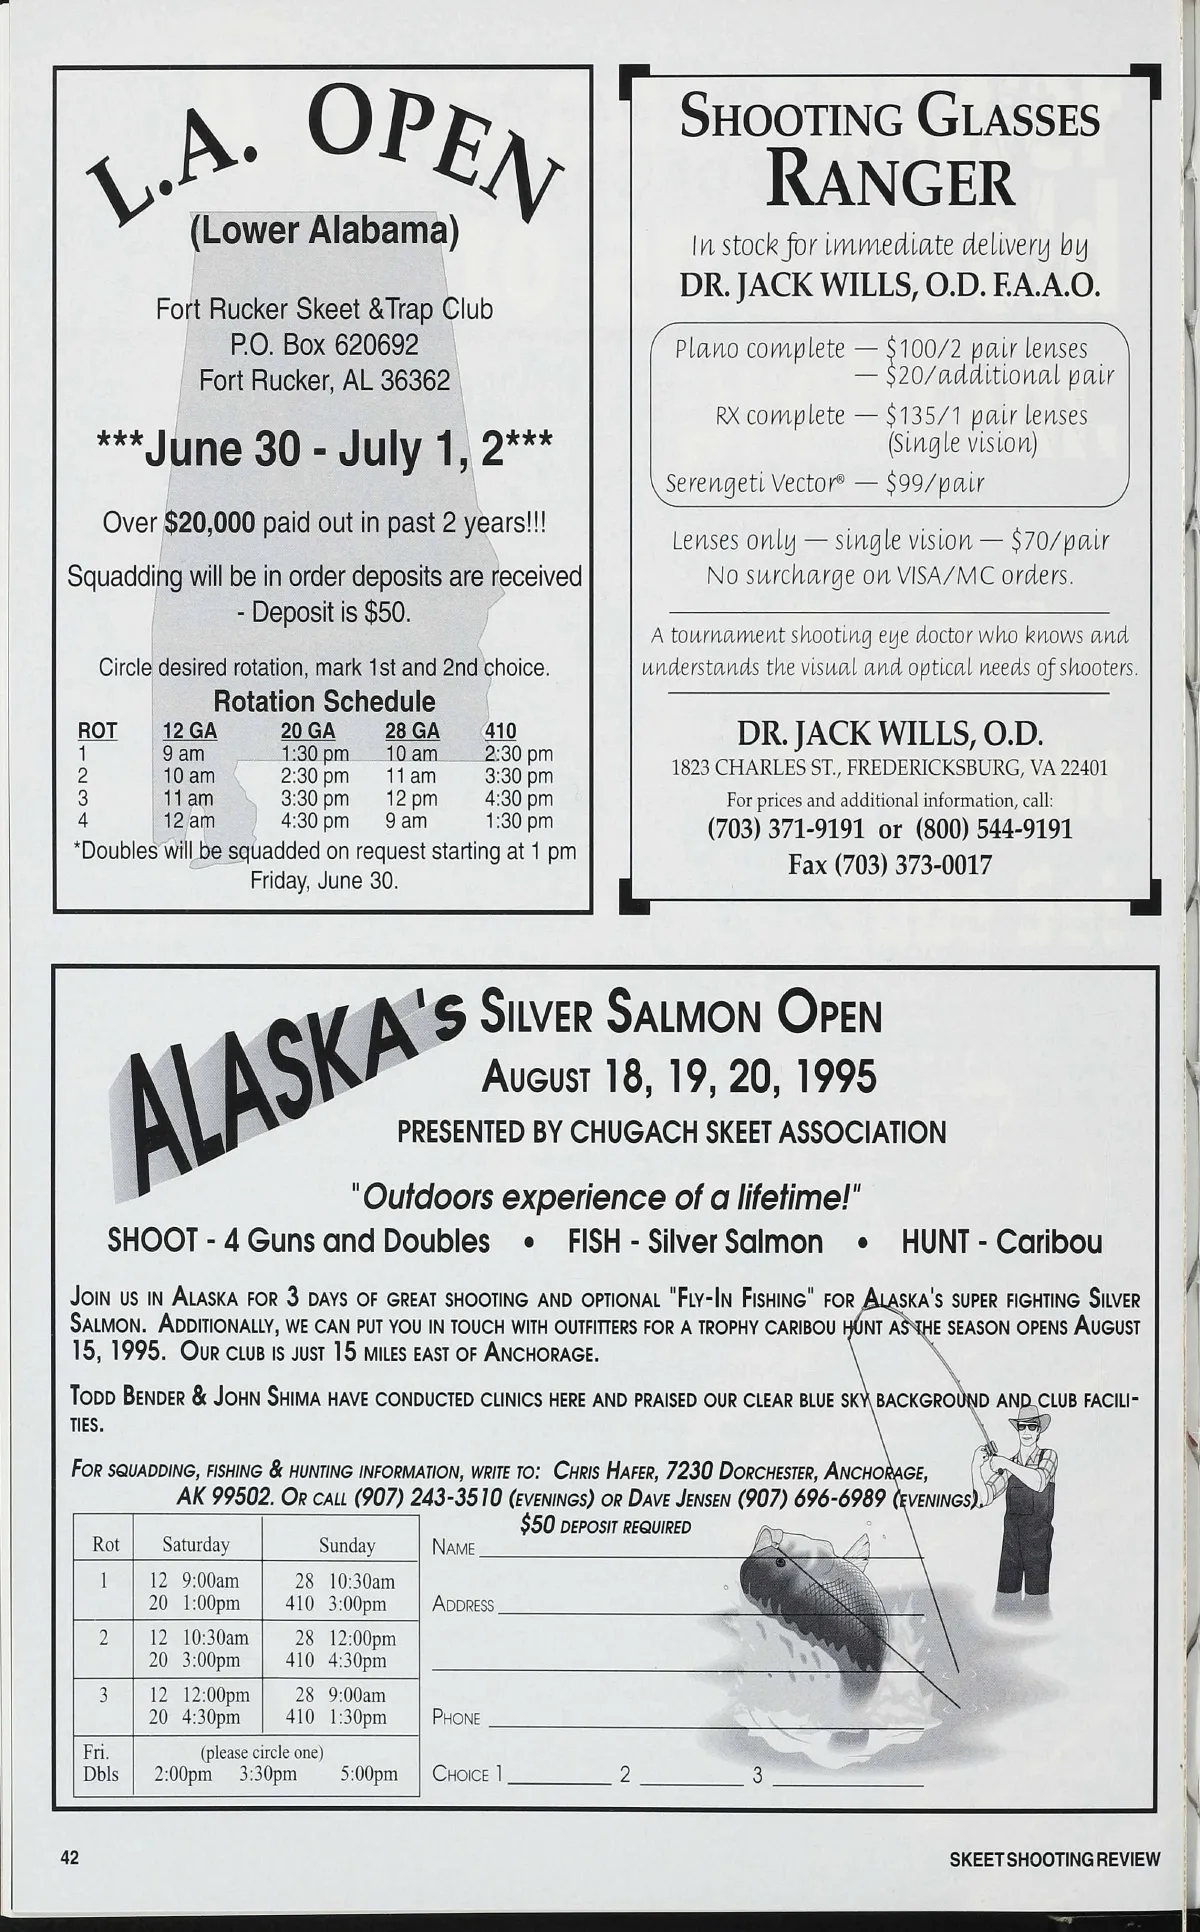 L.A. OPEN
(Lower Alabama)
Fort Rucker Skeet &Trap Club
P.O. Box 620692
Fort Rucker, AL 36362
***June 30 - July 1, 2***
Over $20,000 paid out in past 2 years!!!
Squadding will be in order deposits are received
- Deposit is $50.
Circle desired rotation, mark 1st and 2nd choice.
Rotation Schedule
ROT 12 GA 20 GA 28 GA 410
1 9 am 1:30 pm 10 am 2:30 pm
2 10 am 2:30 pm 11 am 3:30 pm
3 11 am 3:30 pm 12 pm 4:30 pm
4 12 am 4:30 pm 9 am 1:30 pm
*Doubles will be squadded on request starting at 1 pm
Friday, June 30.
SHOOTING GLASSES
RANGER
In stock for immediate delivery by
DR. JACK WILLS, O.D. F.A.A.O.
Plano complete — $100/2 pair lenses
— $20/additional pair
RX complete — $135/1 pair lenses
(Single vision)
Serengeti Vector® — $99/pair
Lenses only — single vision — $70/pair
No surcharge on VISA/MC orders.
A tournament shooting eye doctor who knows and
understands the visual and optical needs of shooters.
DR. JACK WILLS, O.D.
1823 CHARLES ST., FREDERICKSBURG, VA 22401
For prices and additional information, call:
(703) 371-9191 or (800) 544-9191
Fax (703) 373-0017
ALASKA's SILVER SALMON OPEN
AUGUST 18, 19, 20, 1995
PRESENTED BY CHUGACH SKEET ASSOCIATION
"Outdoors experience of a lifetime!"
SHOOT - 4 Guns and Doubles • FISH - Silver Salmon • HUNT - Caribou
JOIN US IN ALASKA FOR 3 DAYS OF GREAT SHOOTING AND OPTIONAL "FLY-IN FISHING" FOR ALASKA'S SUPER FIGHTING SILVER
SALMON. ADDITIONALLY, WE CAN PUT YOU IN TOUCH WITH OUTFITTERS FOR A TROPHY CARIBOU HUNT AS THE SEASON OPENS AUGUST
15, 1995. OUR CLUB IS JUST 15 MILES EAST OF ANCHORAGE.
TODD BENDER & JOHN SHIMA HAVE CONDUCTED CLINICS HERE AND PRAISED OUR CLEAR BLUE SKY BACKGROUND AND CLUB FACILI-
TIES.
FOR SQUADDING, FISHING & HUNTING INFORMATION, WRITE TO: CHRIS HAFER, 7230 DORCHESTER, ANCHORAGE,
AK 99502. OR CALL (907) 243-3510 (EVENINGS) OR DAVE JENSEN (907) 696-6989 (EVENINGS).
$50 DEPOSIT REQUIRED
Rot Saturday Sunday
1 12 9:00am 28 10:30am
20 1:00pm 410 3:00pm
2 12 10:30am 28 12:00pm
20 3:00pm 410 4:30pm
3 12 12:00pm 28 9:00am
20 4:30pm 410 1:30pm
Fri. (please circle one)
Dbls 2:00pm 3:30pm 5:00pm
NAME
ADDRESS
PHONE
CHOICE 1 2 3
42
SKEET SHOOTING REVIEW